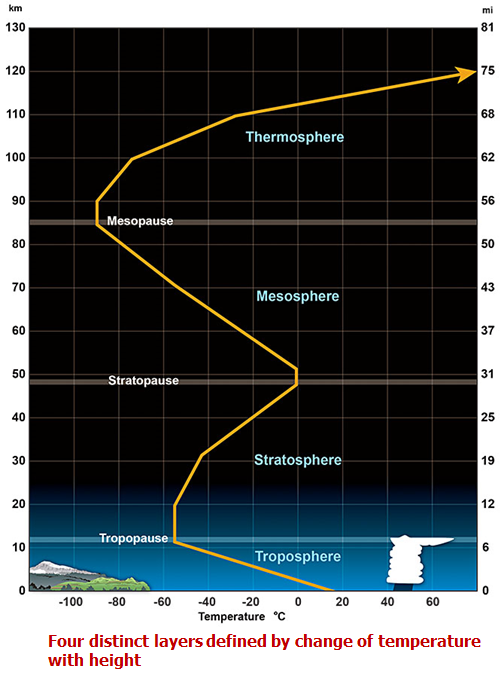 km mi
130 81
120 75
110 68
Thermosphere
100 62
90 56
Mesopause
80 50
70 43
Mesosphere
60 37
50 31
Stratopause
40 25
30 19
Stratosphere
20 12
Tropopause
10 6
Troposphere
0 0
-100 -80 -60 -40 -20 0 20 40 60
Temperature °C
Four distinct layers defined by change of temperature
with height